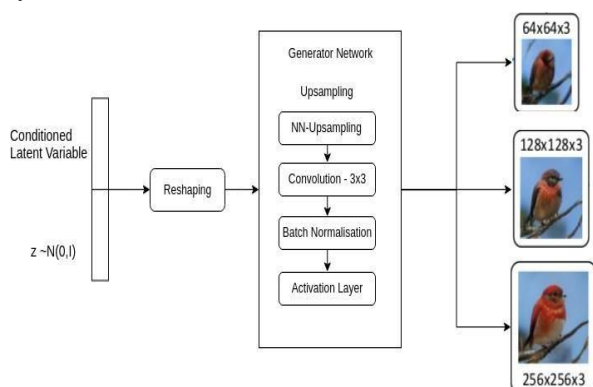 Conditioned
Latent Variable
z ~N(0,I)
Reshaping
Generator Network
Upsampling
NN-Upsampling
Convolution - 3x3
Batch Normalisation
Activation Layer
64x64x3
128x128x3
256x256x3